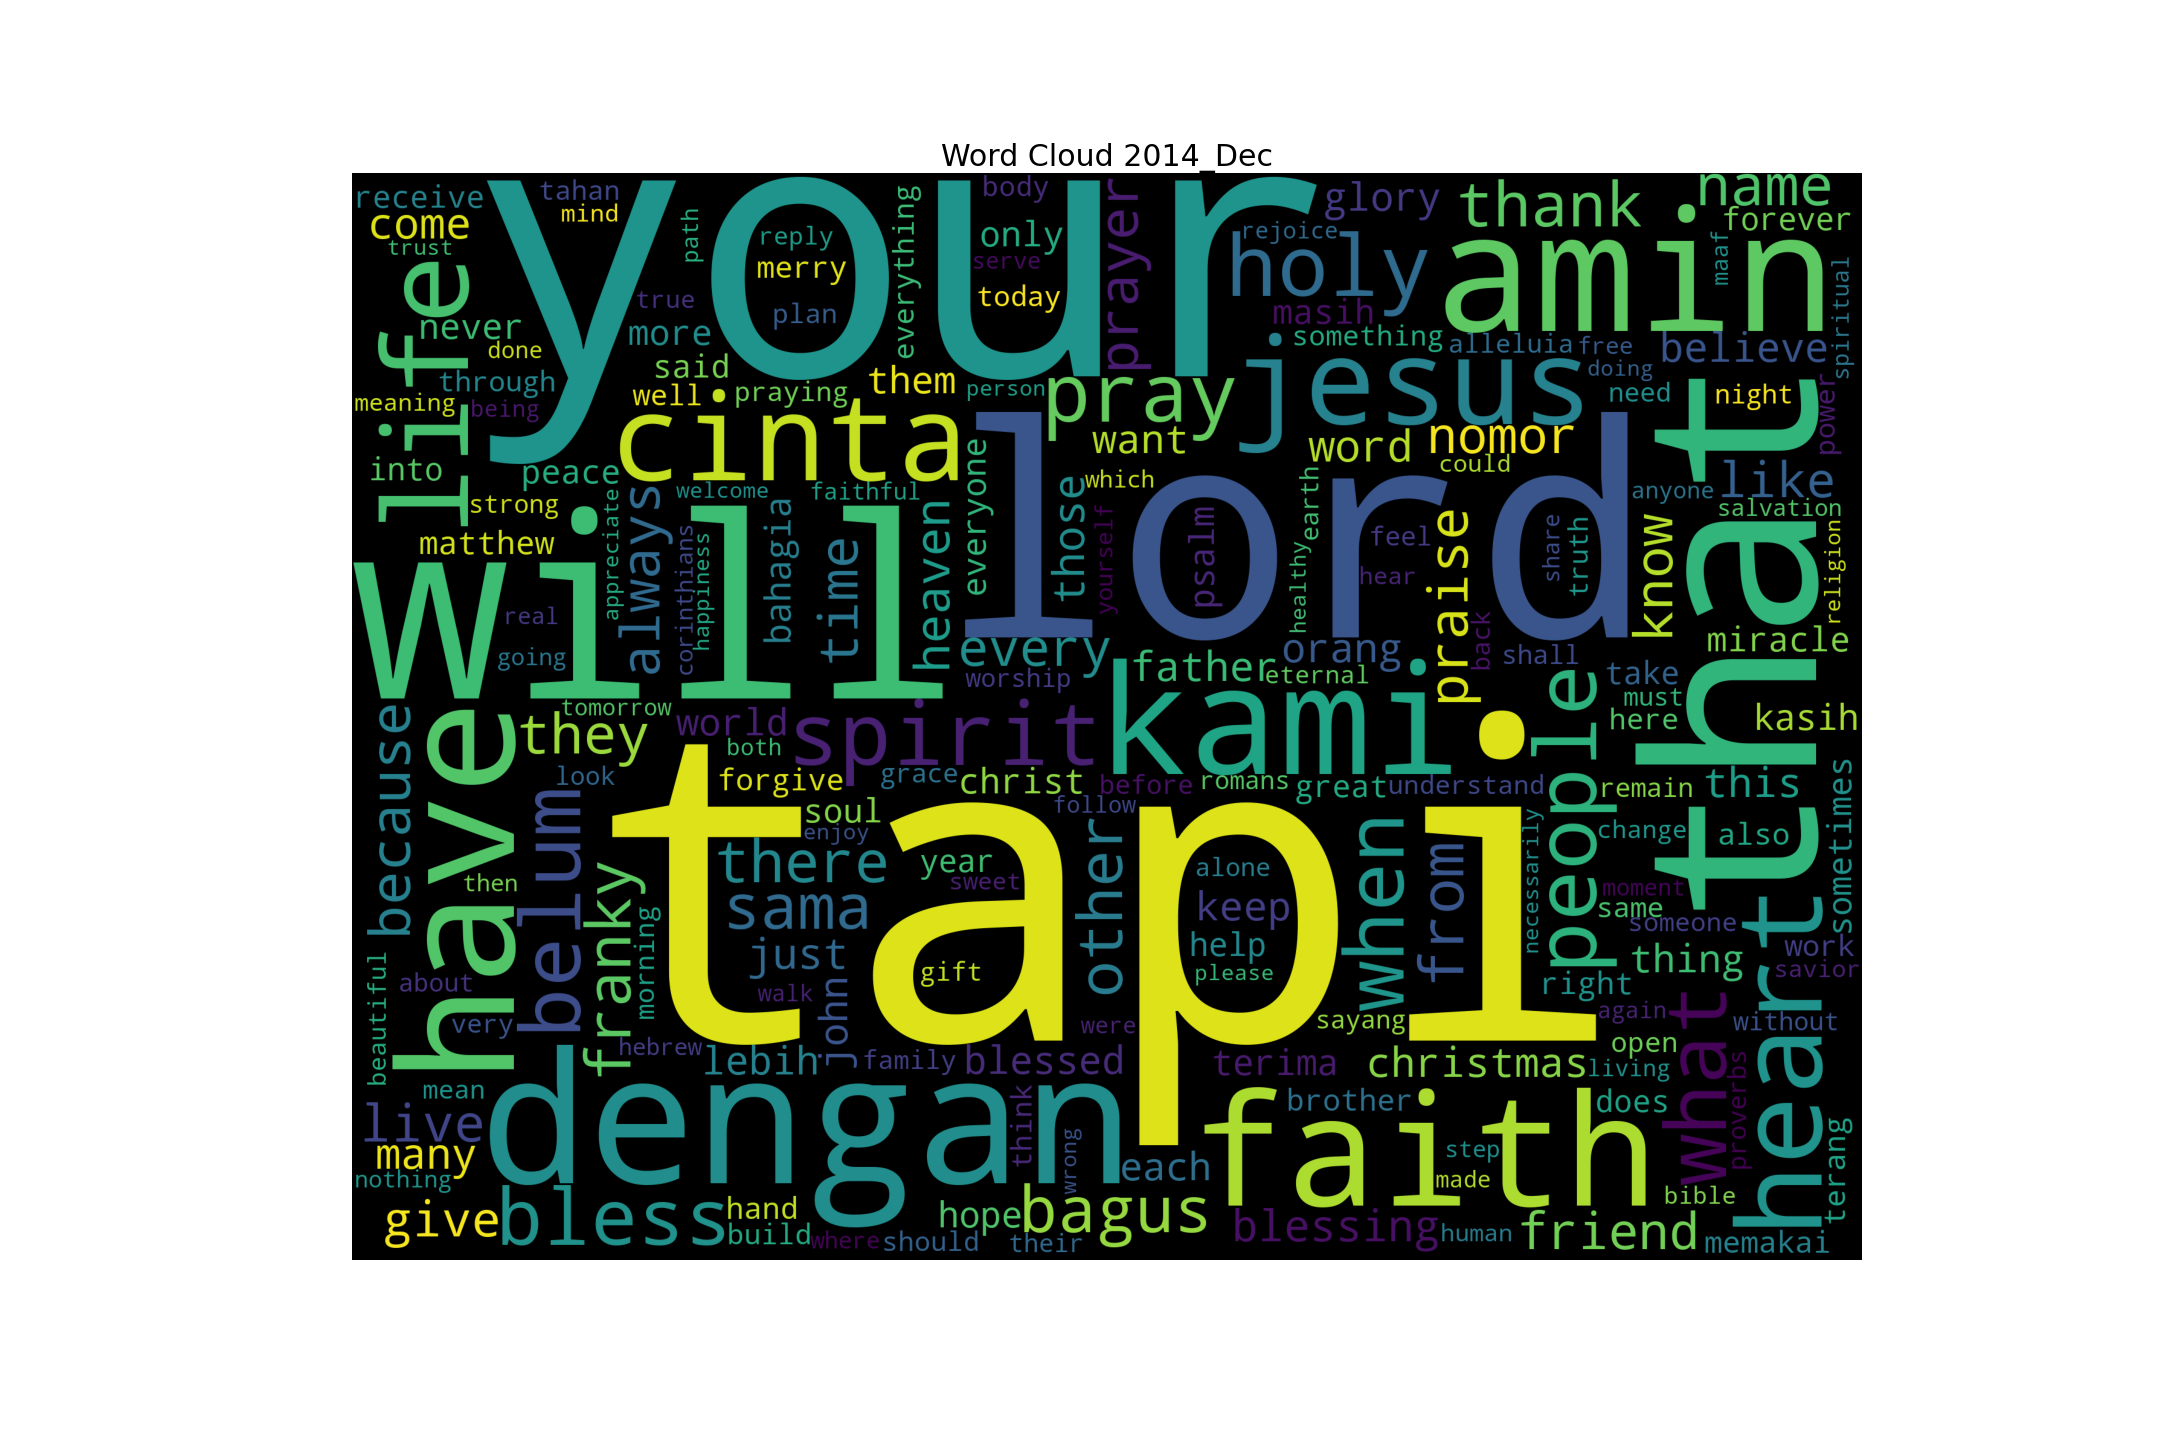 Word Cloud 2014_Dec
your
tapi
lord
will
that
dengan
have
faith
kami
amin
cinta
jesus
heart
life
spirit
what
holy
pray
bless
people
when
belum
bagus
there
they
thank
name
sama
nomor
franky
prayer
praise
other
from
because
always
time
heaven
every
those
everyone
know
like
believe
glory
forever
receive
tahan
mind
come
trust
path
reply
merry
true
plan
everything
only
serve
today
body
rejoice
masih
something
alleluia
free
doing
need
night
power
maaf
spiritual
never
more
done
said
through
well
praying
them
person
meaning
being
into
peace
want
word
could
which
anyone
salvation
religion
strong
welcome
faithful
appreciate
matthew
corinthians
happiness
bahagia
yourself
psalm
earth
healthy
feel
hear
share
truth
real
going
orang
back
shall
miracle
take
must
here
kasih
father
eternal
worship
tomorrow
world
both
look
forgive
grace
christ
before
romans
great
understand
remain
this
soul
follow
enjoy
change
also
sometimes
year
sweet
alone
keep
necessarily
moment
same
someone
work
then
morning
just
help
please
gift
thing
savior
right
beautiful
about
walk
john
very
were
sayang
again
without
hebrew
lebih
family
blessed
terima
christmas
open
living
mean
think
brother
does
proverbs
live
many
wrong
each
step
made
terang
nothing
bible
give
hand
build
where
should
hope
their
blessing
human
friend
memakai